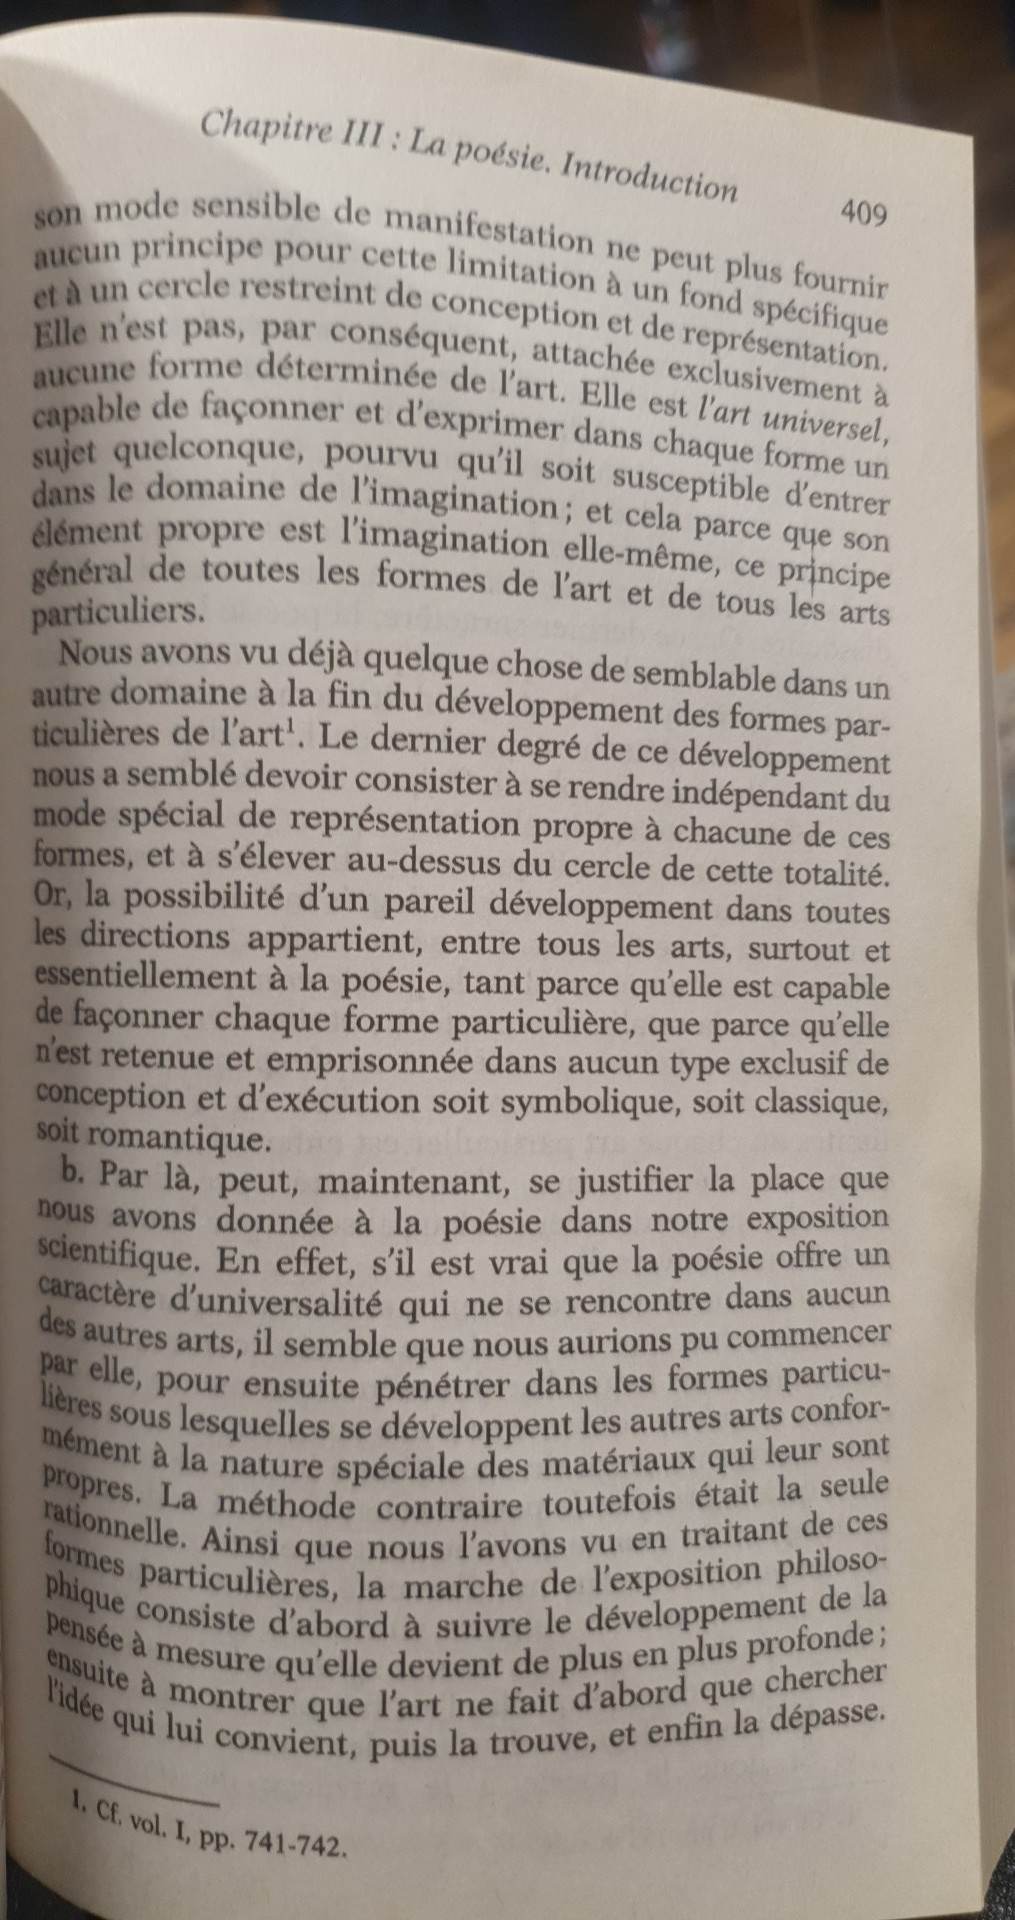 Chapitre III : La poésie. Introduction
409
son mode sensible de manifestation ne peut plus fournir
aucun principe pour cette limitation à un fond spécifique
et à un cercle restreint de conception et de représentation.
Elle n'est pas, par conséquent, attachée exclusivement à
aucune forme déterminée de l'art. Elle est l'art universel,
capable de façonner et d'exprimer dans chaque forme un
sujet quelconque, pourvu qu'il soit susceptible d'entrer
dans le domaine de l'imagination ; et cela parce que son
élément propre est l'imagination elle-même, ce principe
général de toutes les formes de l'art et de tous les arts
particuliers.
Nous avons vu déjà quelque chose de semblable dans un
autre domaine à la fin du développement des formes par-
ticulières de l'art¹. Le dernier degré de ce développement
nous a semblé devoir consister à se rendre indépendant du
mode spécial de représentation propre à chacune de ces
formes, et à s'élever au-dessus du cercle de cette totalité.
Or, la possibilité d'un pareil développement dans toutes
les directions appartient, entre tous les arts, surtout et
essentiellement à la poésie, tant parce qu'elle est capable
de façonner chaque forme particulière, que parce qu'elle
n'est retenue et emprisonnée dans aucun type exclusif de
conception et d'exécution soit symbolique, soit classique,
soit romantique.
b. Par là, peut, maintenant, se justifier la place que
nous avons donnée à la poésie dans notre exposition
scientifique. En effet, s'il est vrai que la poésie offre un
caractère d'universalité qui ne se rencontre dans aucun
des autres arts, il semble que nous aurions pu commencer
par elle, pour ensuite pénétrer dans les formes particu-
lières sous lesquelles se développent les autres arts confor-
mément à la nature spéciale des matériaux qui leur sont
propres. La méthode contraire toutefois était la seule
rationnelle. Ainsi que nous l'avons vu en traitant de ces
formes particulières, la marche de l'exposition philoso-
phique consiste d'abord à suivre le développement de la
pensée à mesure qu'elle devient de plus en plus profonde ;
ensuite à montrer que l'art ne fait d'abord que chercher
l'idée qui lui convient, puis la trouve, et enfin la dépasse.
1. Cf. vol. I, pp. 741-742.